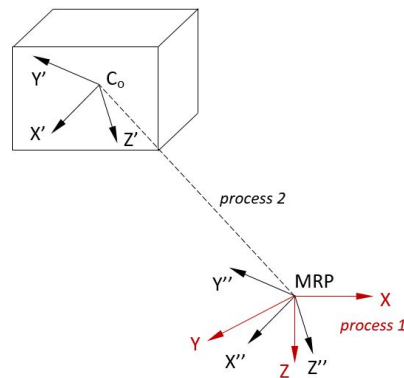 Y'
C₀
X'
Z'
process 2
MRP
Y''
X
process 1
Y
X''
Z
Z''